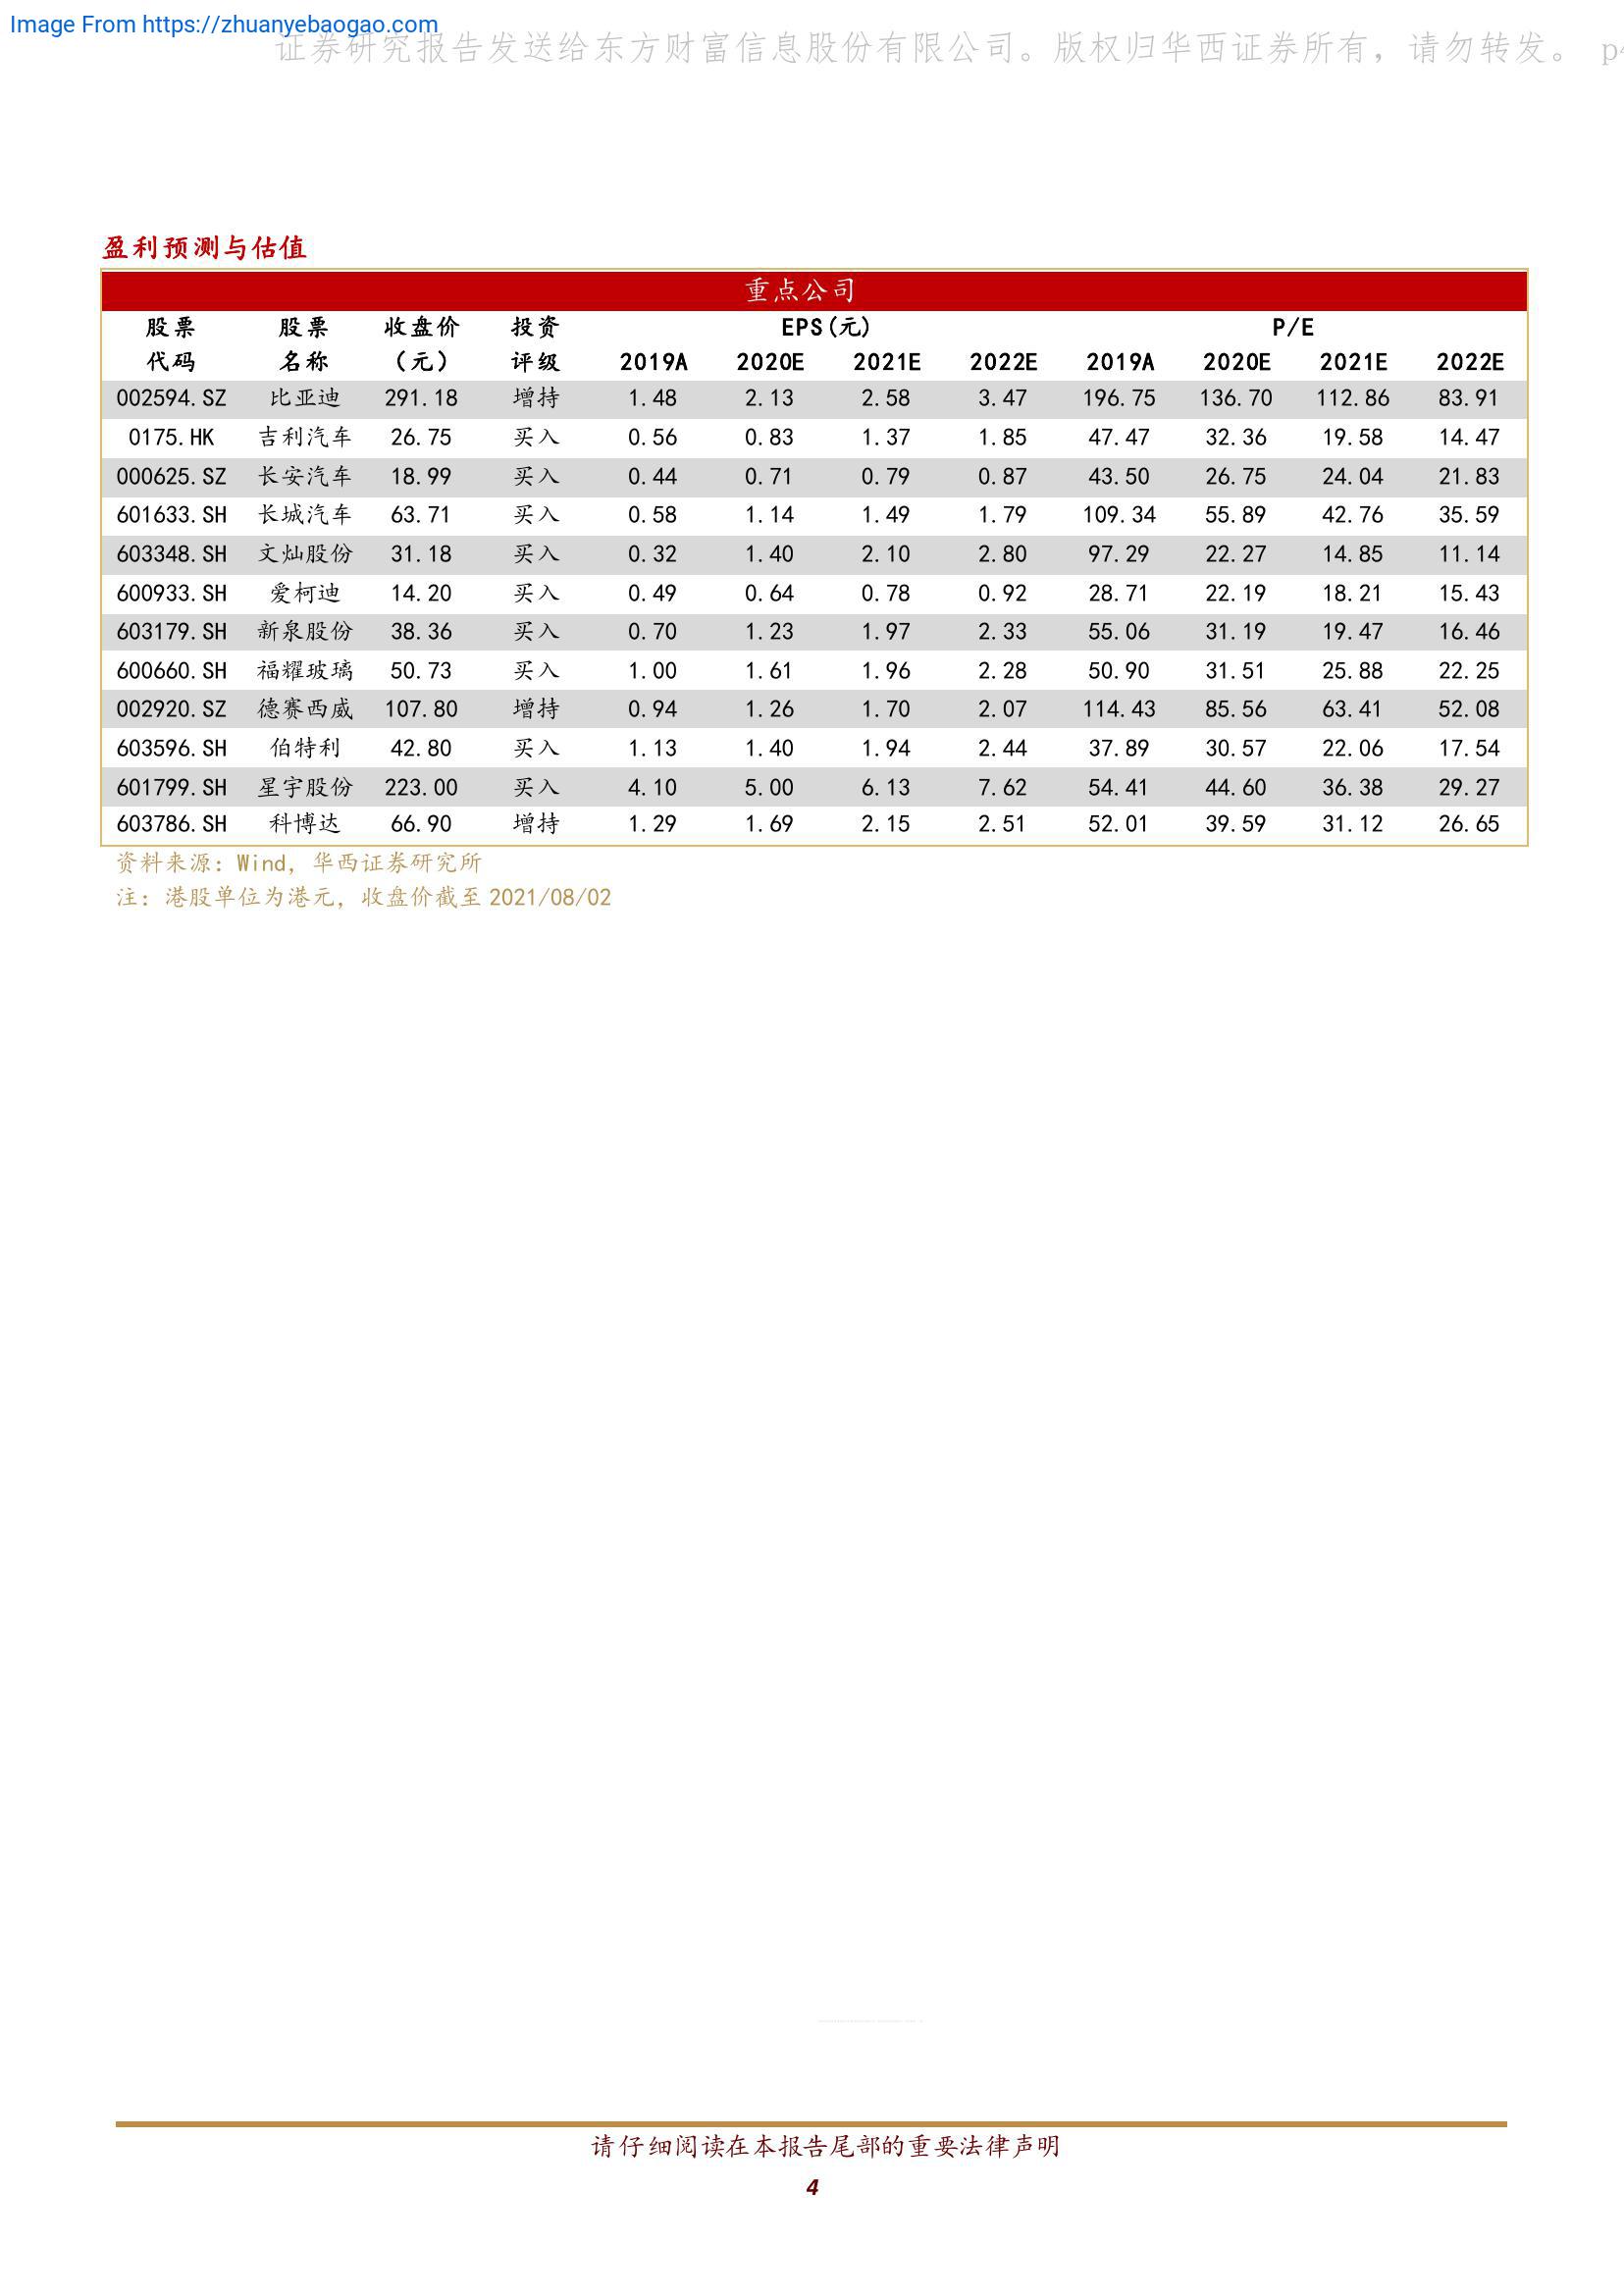 Image From https://zhuanyebaogao.com
证券研究报告发送给东方财富信息股份有限公司。版权归华西证券所有，请勿转发。 p4
盈利预测与估值
重点公司
股票 股票 收盘价 投资 EPS(元) P/E
代码 名称 （元） 评级 2019A 2020E 2021E 2022E 2019A 2020E 2021E 2022E
002594.SZ 比亚迪 291.18 增持 1.48 2.13 2.58 3.47 196.75 136.70 112.86 83.91
0175.HK 吉利汽车 26.75 买入 0.56 0.83 1.37 1.85 47.47 32.36 19.58 14.47
000625.SZ 长安汽车 18.99 买入 0.44 0.71 0.79 0.87 43.50 26.75 24.04 21.83
601633.SH 长城汽车 63.71 买入 0.58 1.14 1.49 1.79 109.34 55.89 42.76 35.59
603348.SH 文灿股份 31.18 买入 0.32 1.40 2.10 2.80 97.29 22.27 14.85 11.14
600933.SH 爱柯迪 14.20 买入 0.49 0.64 0.78 0.92 28.71 22.19 18.21 15.43
603179.SH 新泉股份 38.36 买入 0.70 1.23 1.97 2.33 55.06 31.19 19.47 16.46
600660.SH 福耀玻璃 50.73 买入 1.00 1.61 1.96 2.28 50.90 31.51 25.88 22.25
002920.SZ 德赛西威 107.80 增持 0.94 1.26 1.70 2.07 114.43 85.56 63.41 52.08
603596.SH 伯特利 42.80 买入 1.13 1.40 1.94 2.44 37.89 30.57 22.06 17.54
601799.SH 星宇股份 223.00 买入 4.10 5.00 6.13 7.62 54.41 44.60 36.38 29.27
603786.SH 科博达 66.90 增持 1.29 1.69 2.15 2.51 52.01 39.59 31.12 26.65
资料来源：Wind，华西证券研究所
注：港股单位为港元，收盘价截至 2021/08/02
请仔细阅读在本报告尾部的重要法律声明
4